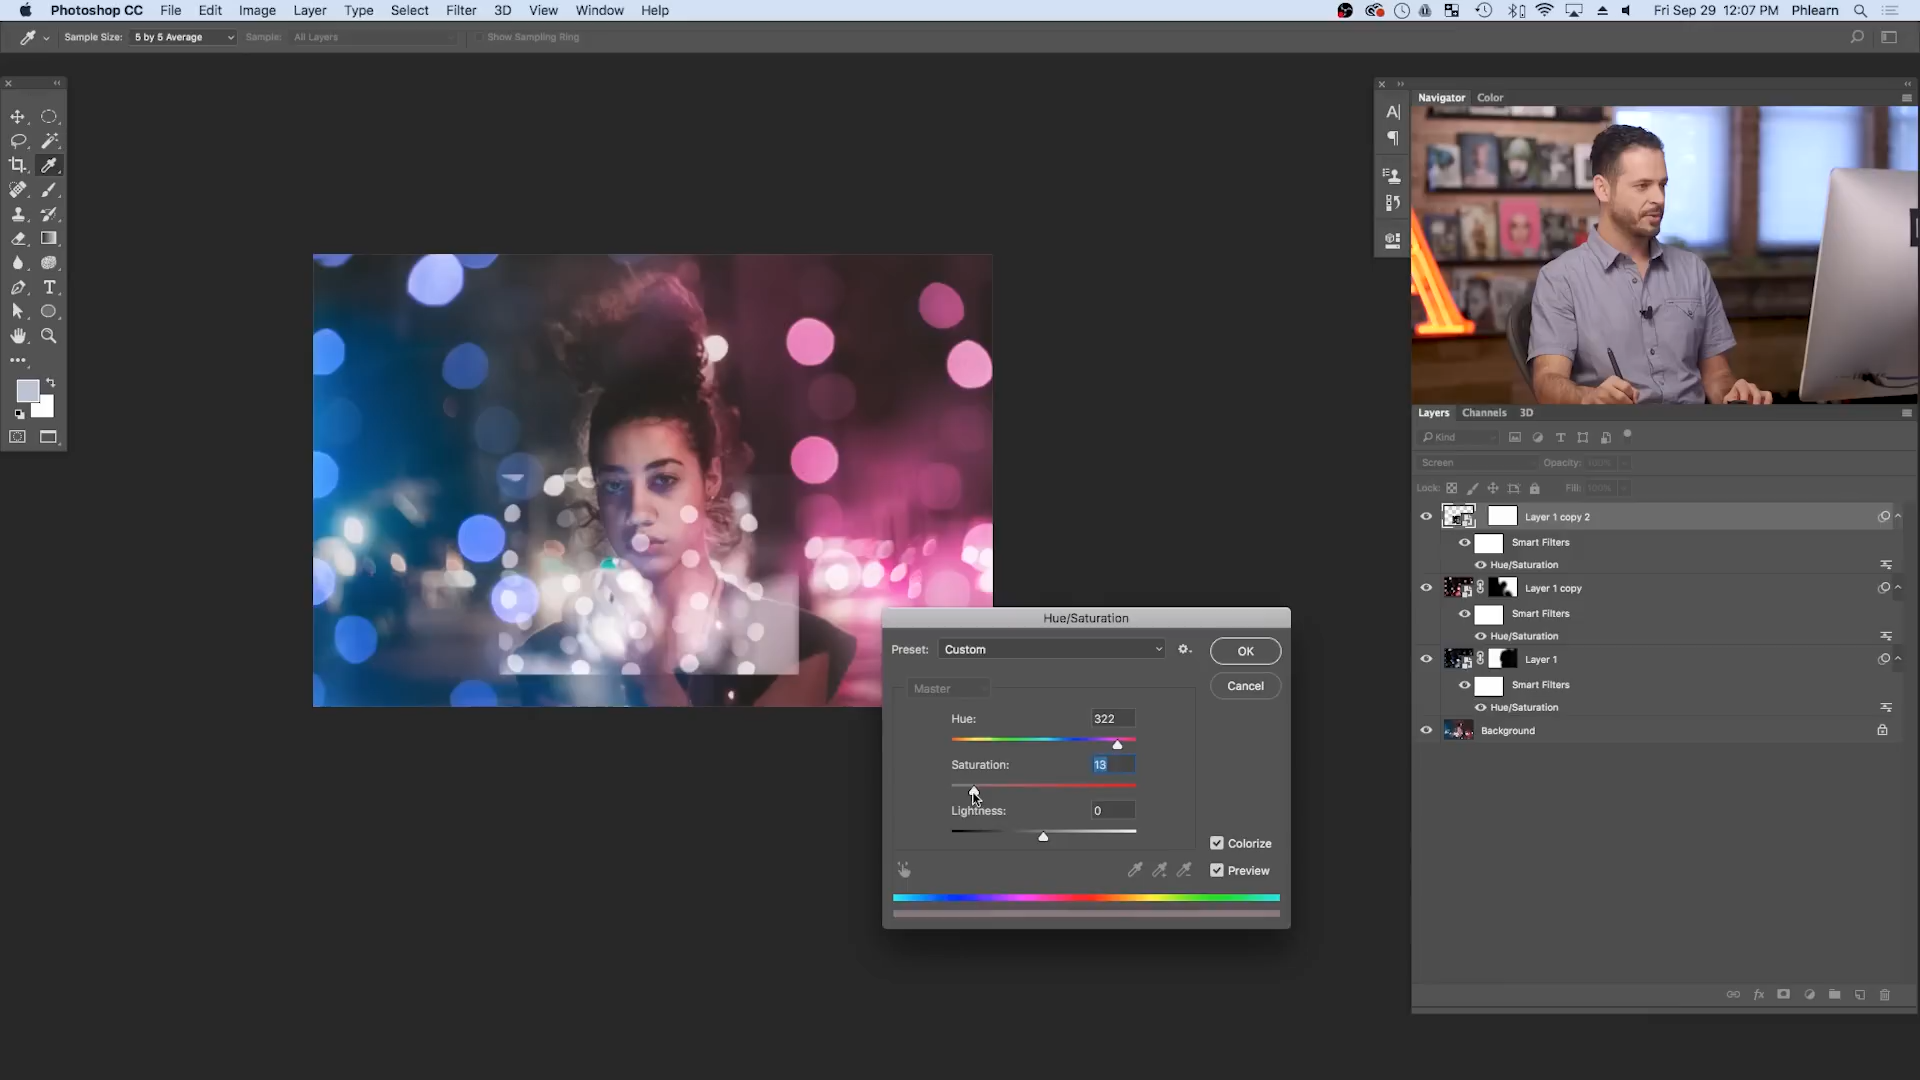 Photoshop CC File Edit Image Layer Type Select Filter 3D View Window Help Fri Sep 29 12:07 PM Phlearn
Sample Size: 5 by 5 Average Sample: All Layers Show Sampling Ring
Navigator Color
Layers Channels 3D
Kind
Screen Opacity: 100%
Lock: Fill: 100%
Layer 1 copy 2
Smart Filters
Hue/Saturation
Layer 1 copy
Smart Filters
Hue/Saturation
Layer 1
Smart Filters
Hue/Saturation
Background
Hue/Saturation
Preset: Custom OK
Master Cancel
Hue: 322
Saturation: 13
Lightness: 0
Colorize
Preview